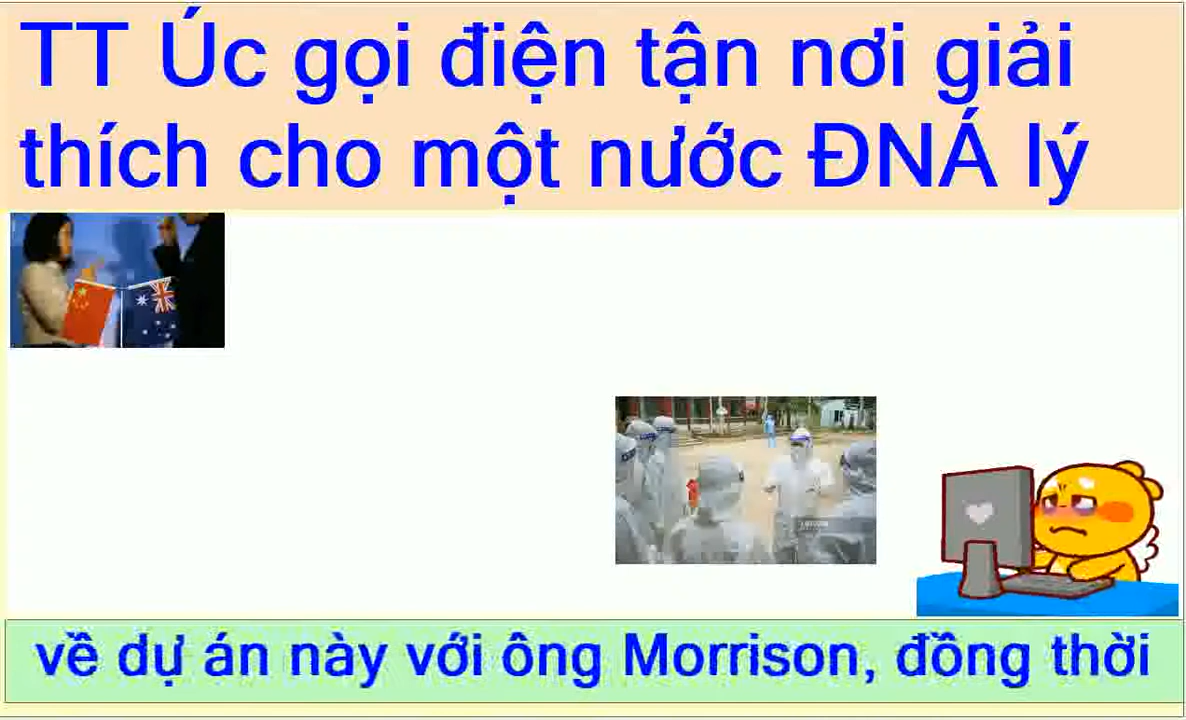 TT Úc gọi điện tận nơi giải
thích cho một nước ĐNÁ lý
về dự án này với ông Morrison, đồng thời